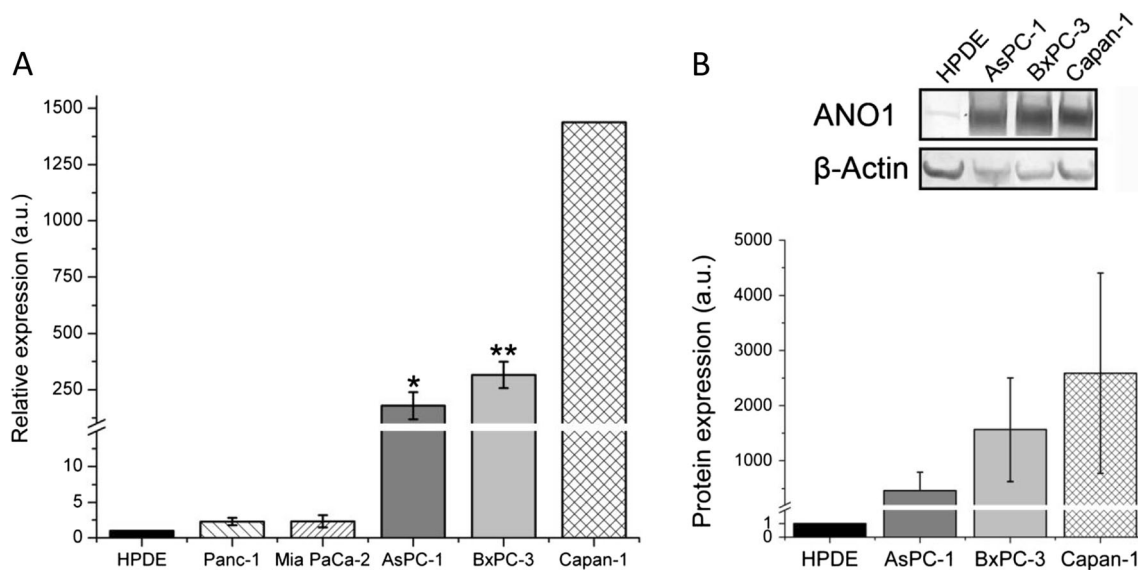 A
Relative expression (a.u.)
1500
1250
1000
750
500
250
10
5
2.5
0
*
**
HPDE
Panc-1
Mia PaCa-2
AsPC-1
BxPC-3
Capan-1
B
HPDE
AsPC-1
BxPC-3
Capan-1
ANO1
β-Actin
Protein expression (a.u.)
5000
4000
3000
2000
1000
1
0
HPDE
AsPC-1
BxPC-3
Capan-1